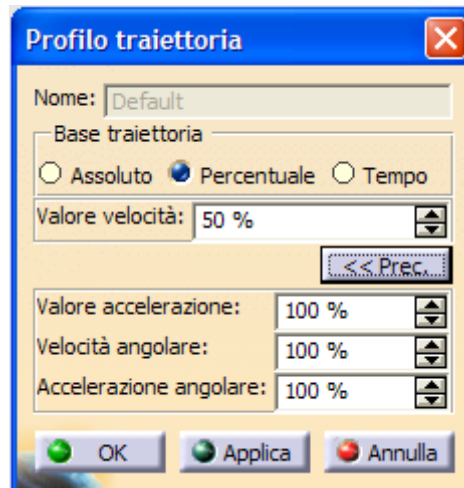 Profilo traiettoria
Nome: Default
Base traiettoria
Assoluto Percentuale Tempo
Valore velocità: 50 %
<< Prec.
Valore accelerazione: 100 %
Velocità angolare: 100 %
Accelerazione angolare: 100 %
OK Applica Annulla